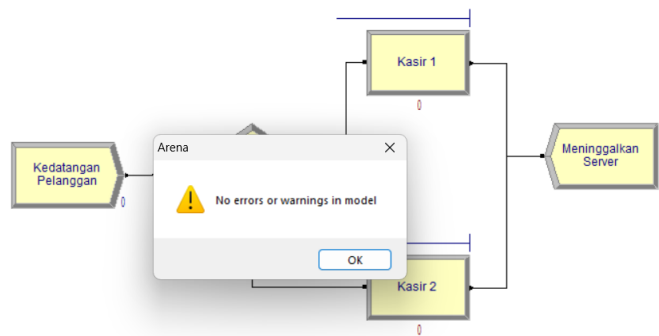 Kasir 1
0
Arena
Kedatangan
Pelanggan
0
No errors or warnings in model
OK
Meninggalkan
Server
Kasir 2
0